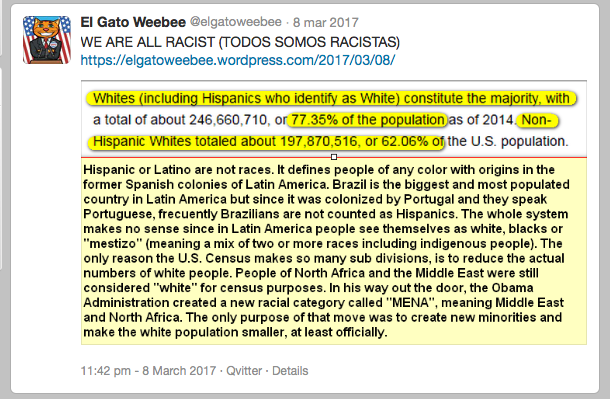 El Gato Weebee @elgatoweebee · 8 mar 2017
WE ARE ALL RACIST (TODOS SOMOS RACISTAS)
https://elgatoweebee.wordpress.com/2017/03/08/
Whites (including Hispanics who identify as White) constitute the majority, with
a total of about 246,660,710, or 77.35% of the population as of 2014. Non-
Hispanic Whites totaled about 197,870,516, or 62.06% of the U.S. population.
Hispanic or Latino are not races. It defines people of any color with origins in the
former Spanish colonies of Latin America. Brazil is the biggest and most populated
country in Latin America but since it was colonized by Portugal and they speak
Portuguese, frecuently Brazilians are not counted as Hispanics. The whole system
makes no sense since in Latin America people see themselves as white, blacks or
"mestizo" (meaning a mix of two or more races including indigenous people). The
only reason the U.S. Census makes so many sub divisions, is to reduce the actual
numbers of white people. People of North Africa and the Middle East were still
considered "white" for census purposes. In his way out the door, the Obama
Administration created a new racial category called "MENA", meaning Middle East
and North Africa. The only purpose of that move was to create new minorities and
make the white population smaller, at least officially.
11:42 pm - 8 March 2017 · Qvitter · Details